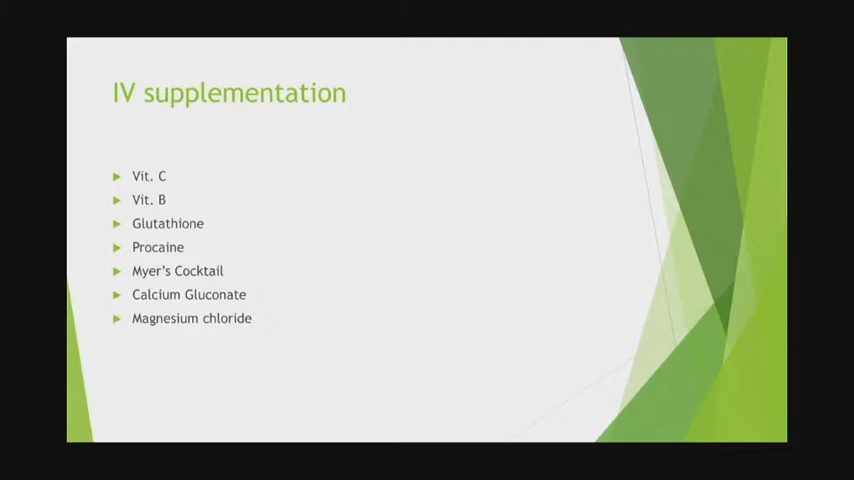 IV supplementation
Vit. C
Vit. B
Glutathione
Procaine
Myer's Cocktail
Calcium Gluconate
Magnesium chloride